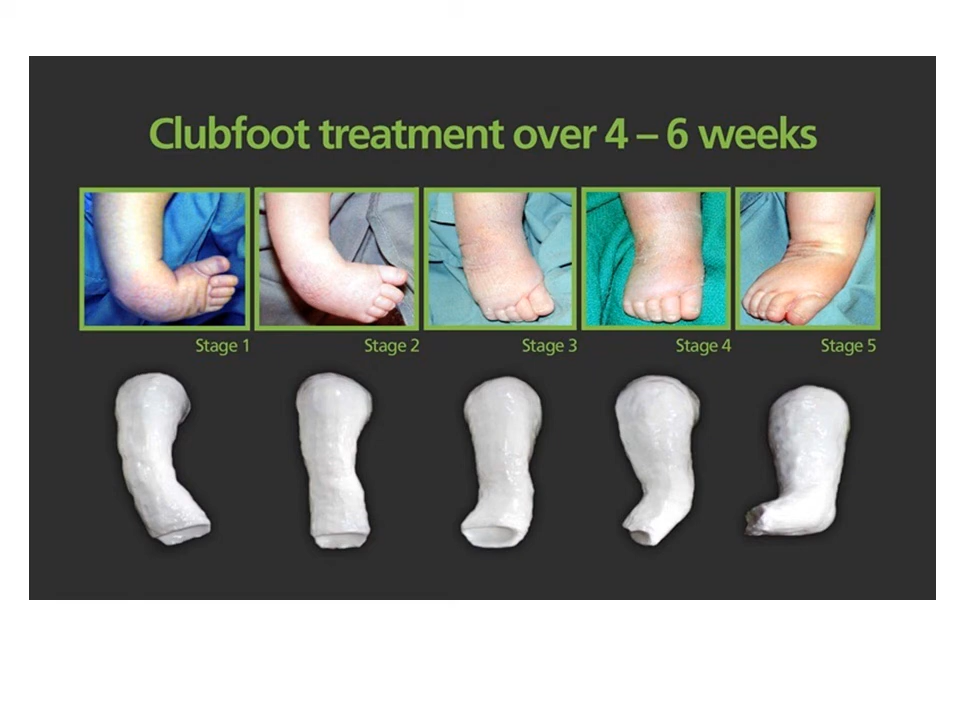 Clubfoot treatment over 4 – 6 weeks
Stage 1
Stage 2
Stage 3
Stage 4
Stage 5